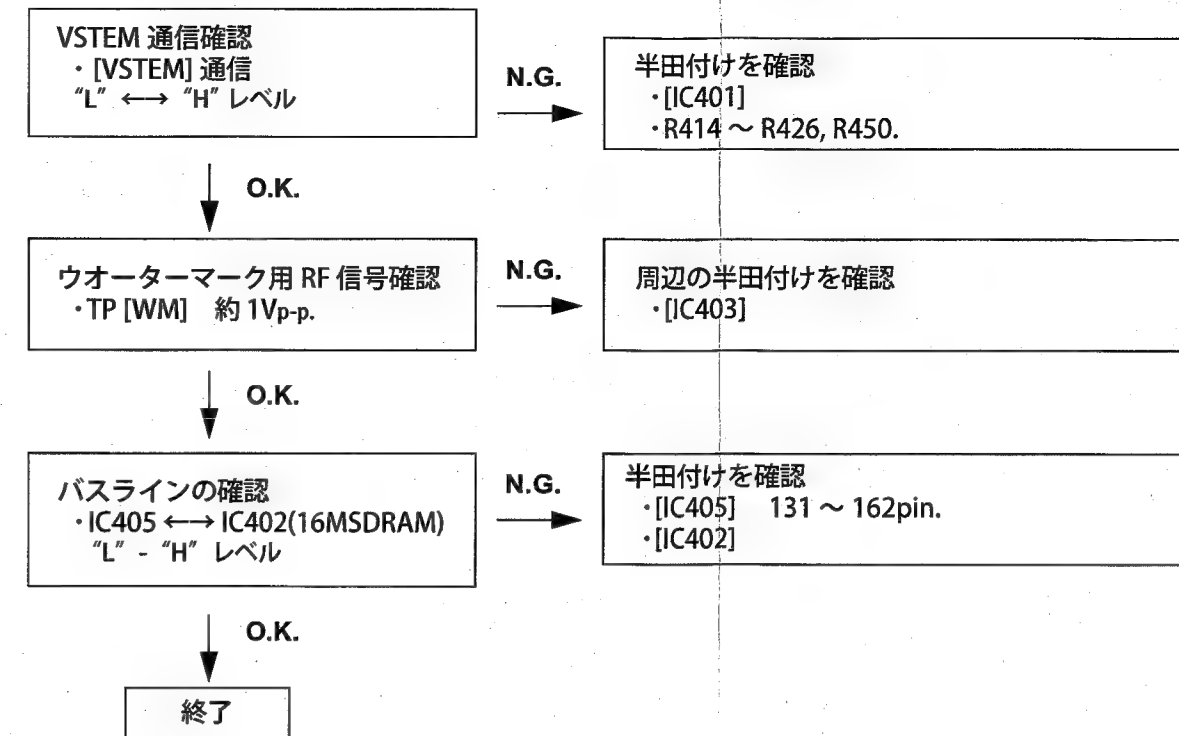 VSTEM 通信確認
・[VSTEM] 通信
“L” ←→ “H” レベル
N.G.
半田付けを確認
・[IC401]
・R414 ～ R426, R450.
O.K.
ウオーターマーク用 RF 信号確認
・TP [WM] 約 1Vp-p.
N.G.
周辺の半田付けを確認
・[IC403]
O.K.
バスラインの確認
・IC405 ←→ IC402(16MSDRAM)
“L” - “H” レベル
N.G.
半田付けを確認
・[IC405] 131 ～ 162pin.
・[IC402]
O.K.
終了